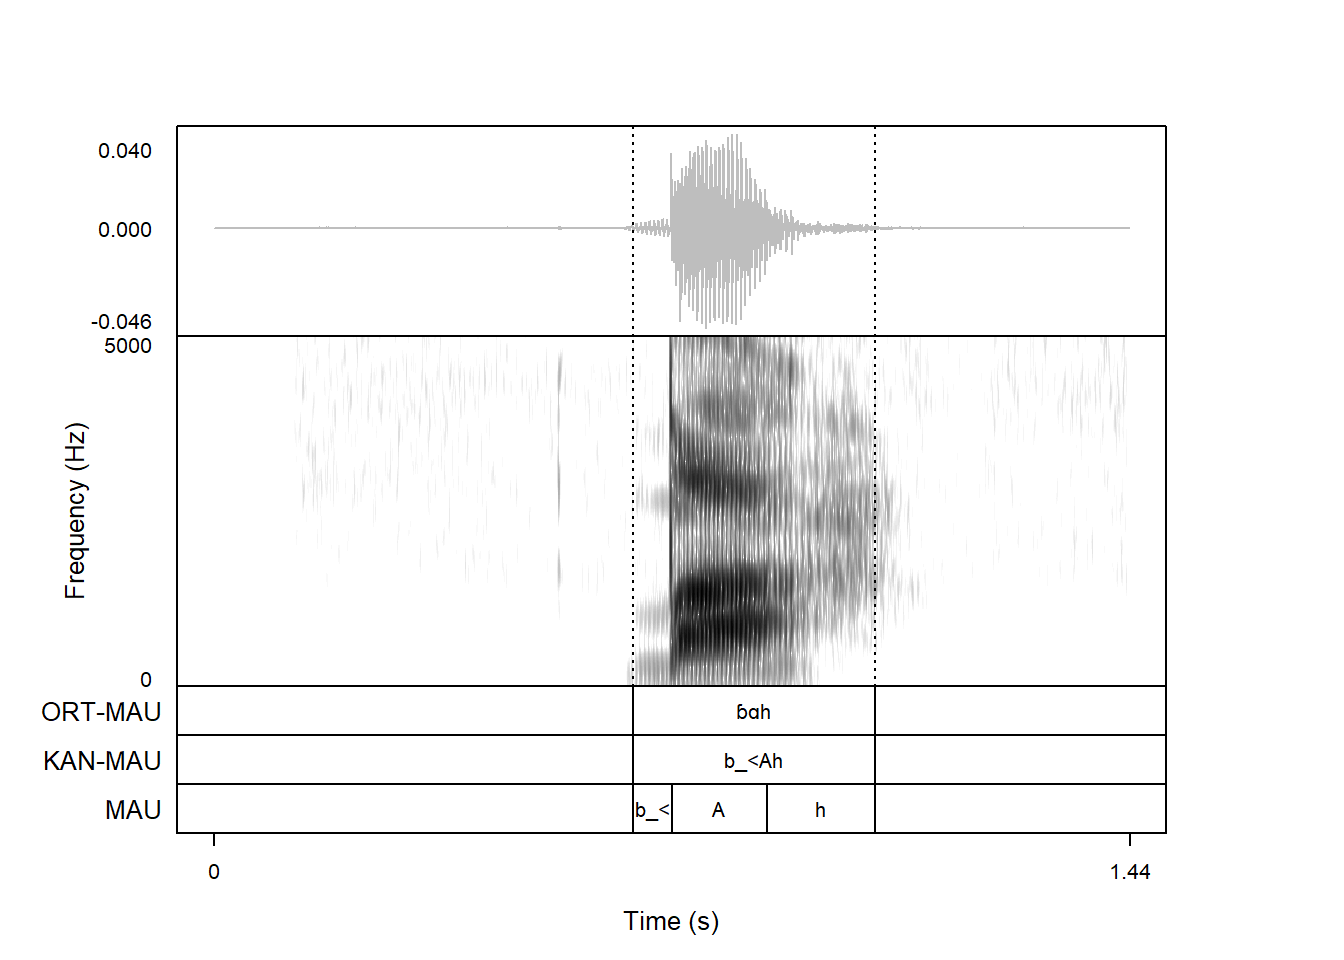 0.040
0.000
-0.046
5000
Frequency (Hz)
0
ORT-MAU ɓɑh
KAN-MAU b_<Ah
MAU b_< A h
0 1.44
Time (s)